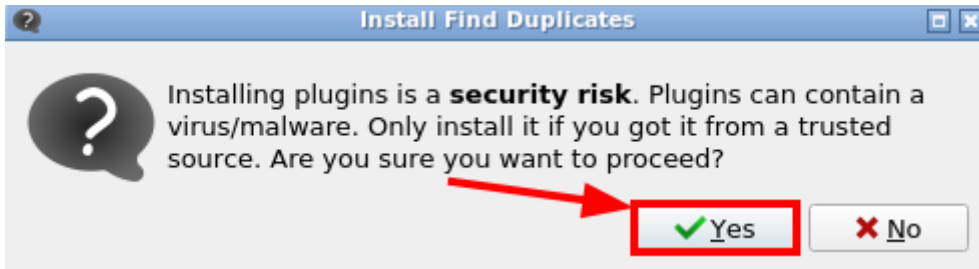 Install Find Duplicates
Installing plugins is a security risk. Plugins can contain a
virus/malware. Only install it if you got it from a trusted
source. Are you sure you want to proceed?
Yes
No